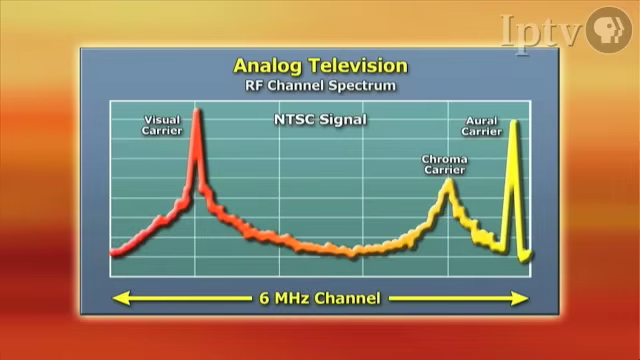 Iptv
Analog Television
RF Channel Spectrum
NTSC Signal
Visual
Carrier
Chroma
Carrier
Aural
Carrier
6 MHz Channel